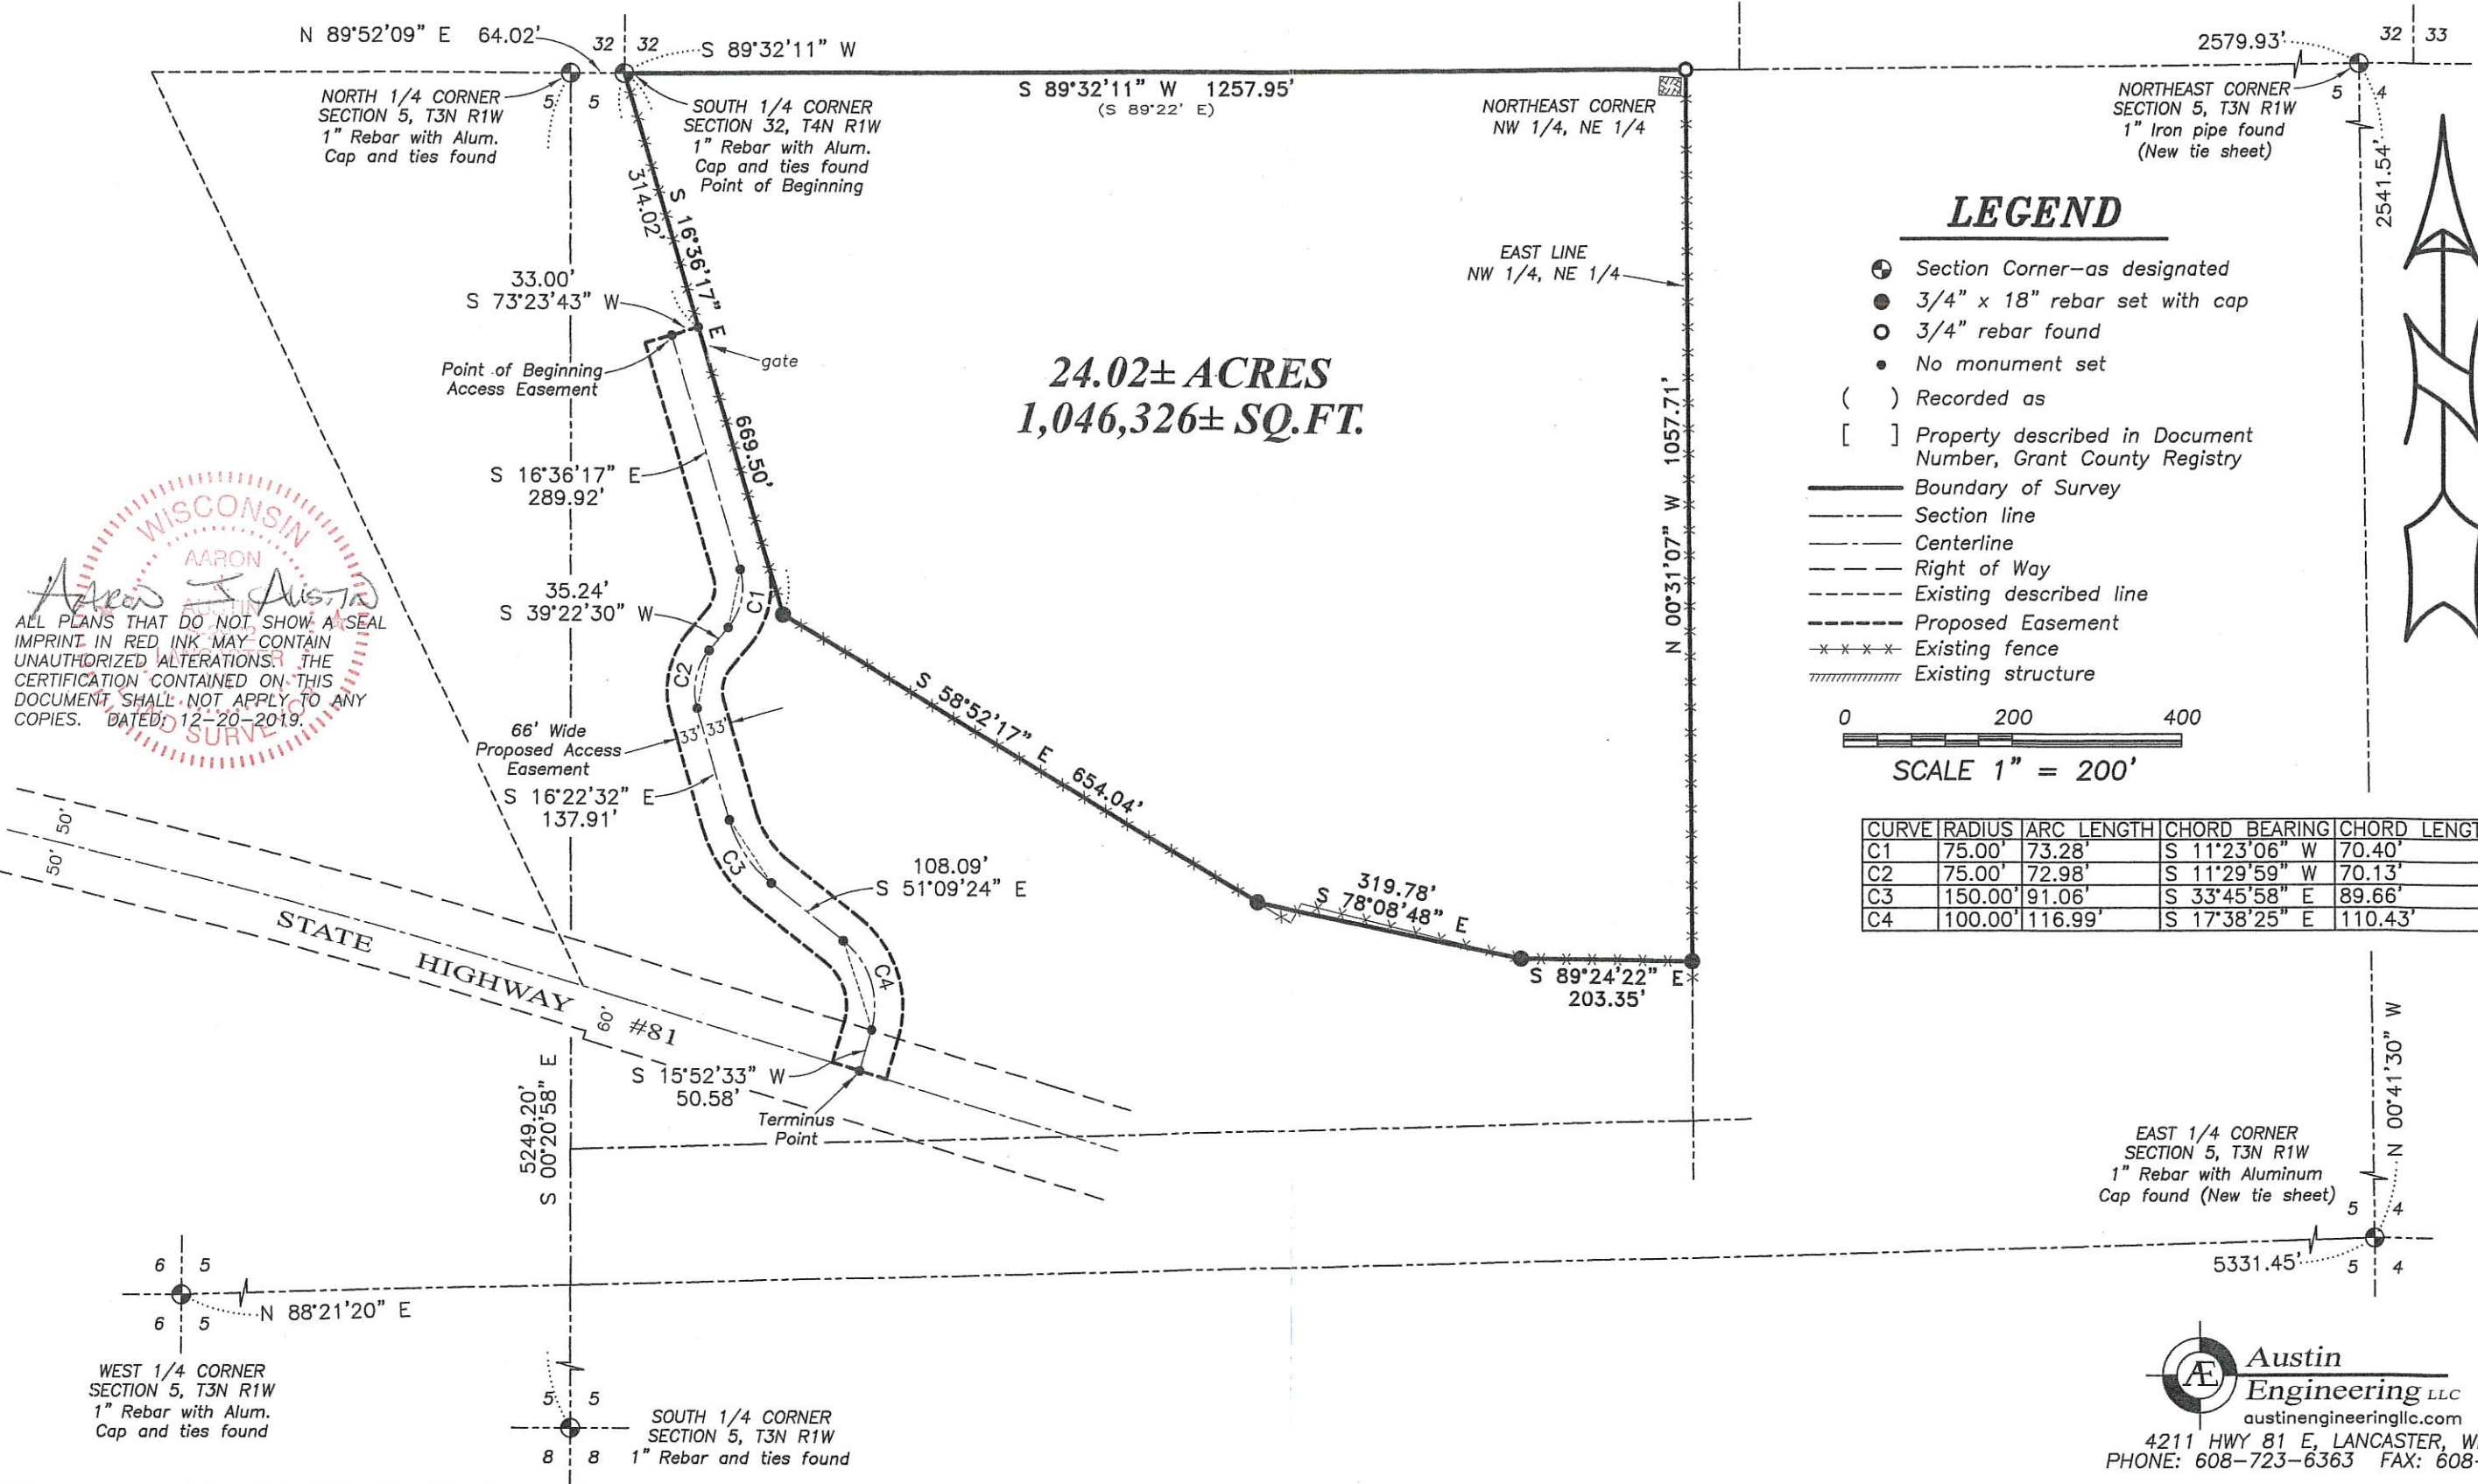 N 89°52'09" E 64.02'
32 32
S 89°32'11" W
S 89°32'11" W 1257.95'
(S 89°22' E)
2579.93'
32 33
NORTH 1/4 CORNER
SECTION 5, T3N R1W
1" Rebar with Alum.
Cap and ties found
5 5
SOUTH 1/4 CORNER
SECTION 32, T4N R1W
1" Rebar with Alum.
Cap and ties found
Point of Beginning
NORTHEAST CORNER
NW 1/4, NE 1/4
NORTHEAST CORNER
SECTION 5, T3N R1W
1" Iron pipe found
(New tie sheet)
5 4
2541.54'
314.02'
S 16°36'17" E
669.50'
33.00'
S 73°23'43" W
Point of Beginning
Access Easement
gate
EAST LINE
NW 1/4, NE 1/4
24.02± ACRES
1,046,326± SQ.FT.
N 00°31'07" W 1057.71'
S 16°36'17" E
289.92'
35.24'
S 39°22'30" W
C1
C2
66' Wide
Proposed Access
Easement
33' 33'
S 16°22'32" E
137.91'
C3
108.09'
S 51°09'24" E
C4
S 58°52'17" E 654.04'
319.78'
S 78°08'48" E
S 89°24'22" E
203.35'
LEGEND
Section Corner-as designated
3/4" x 18" rebar set with cap
3/4" rebar found
No monument set
( ) Recorded as
[ ] Property described in Document
Number, Grant County Registry
Boundary of Survey
Section line
Centerline
Right of Way
Existing described line
Proposed Easement
Existing fence
Existing structure
0 200 400
SCALE 1" = 200'
CURVE RADIUS ARC LENGTH CHORD BEARING CHORD LENGT
C1 75.00' 73.28' S 11°23'06" W 70.40'
C2 75.00' 72.98' S 11°29'59" W 70.13'
C3 150.00' 91.06' S 33°45'58" E 89.66'
C4 100.00' 116.99' S 17°38'25" E 110.43'
WISCONSIN
AARON
J
AUSTIN
LANCASTER
LAND SURVEYOR
Aaron J Austin
ALL PLANS THAT DO NOT SHOW A SEAL
IMPRINT IN RED INK MAY CONTAIN
UNAUTHORIZED ALTERATIONS. THE
CERTIFICATION CONTAINED ON THIS
DOCUMENT SHALL NOT APPLY TO ANY
COPIES. DATED: 12-20-2019.
50' 50'
STATE HIGHWAY #81
60'
S 15°52'33" W
50.58'
Terminus
Point
5249.20'
S 00°20'58" E
N 00°41'30" W
EAST 1/4 CORNER
SECTION 5, T3N R1W
1" Rebar with Aluminum
Cap found (New tie sheet)
5 4
5331.45'
5 4
6 5
N 88°21'20" E
6 5
WEST 1/4 CORNER
SECTION 5, T3N R1W
1" Rebar with Alum.
Cap and ties found
5 5
8 8
SOUTH 1/4 CORNER
SECTION 5, T3N R1W
1" Rebar and ties found
AE
Austin
Engineering LLC
austinengineeringllc.com
4211 HWY 81 E, LANCASTER, W
PHONE: 608-723-6363 FAX: 608-